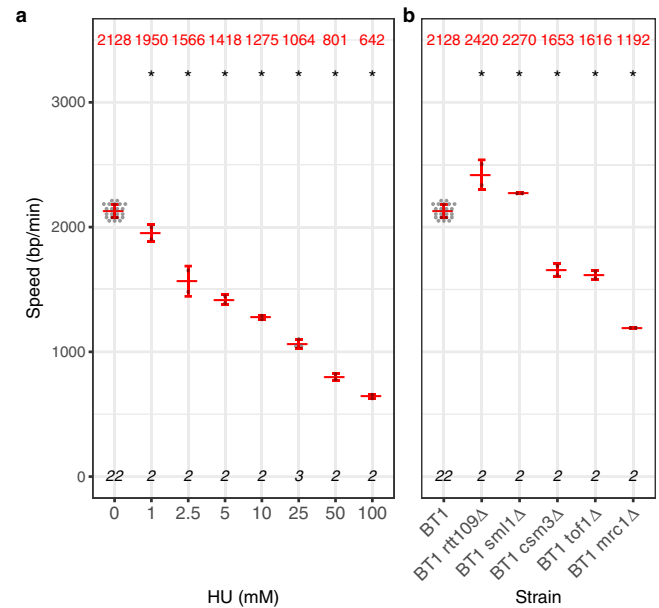 a
b
2128 1950 1566 1418 1275 1064 801 642
2128 2420 2270 1653 1616 1192
* * * * * * *
* * * * *
3000
2000
1000
0
Speed (bp/min)
22 2 2 2 2 3 2 2
22 2 2 2 2 2
0 1 2.5 5 10 25 50 100
BT1
BT1 rtt109Δ
BT1 sml1Δ
BT1 csm3Δ
BT1 tof1Δ
BT1 mrc1Δ
HU (mM)
Strain